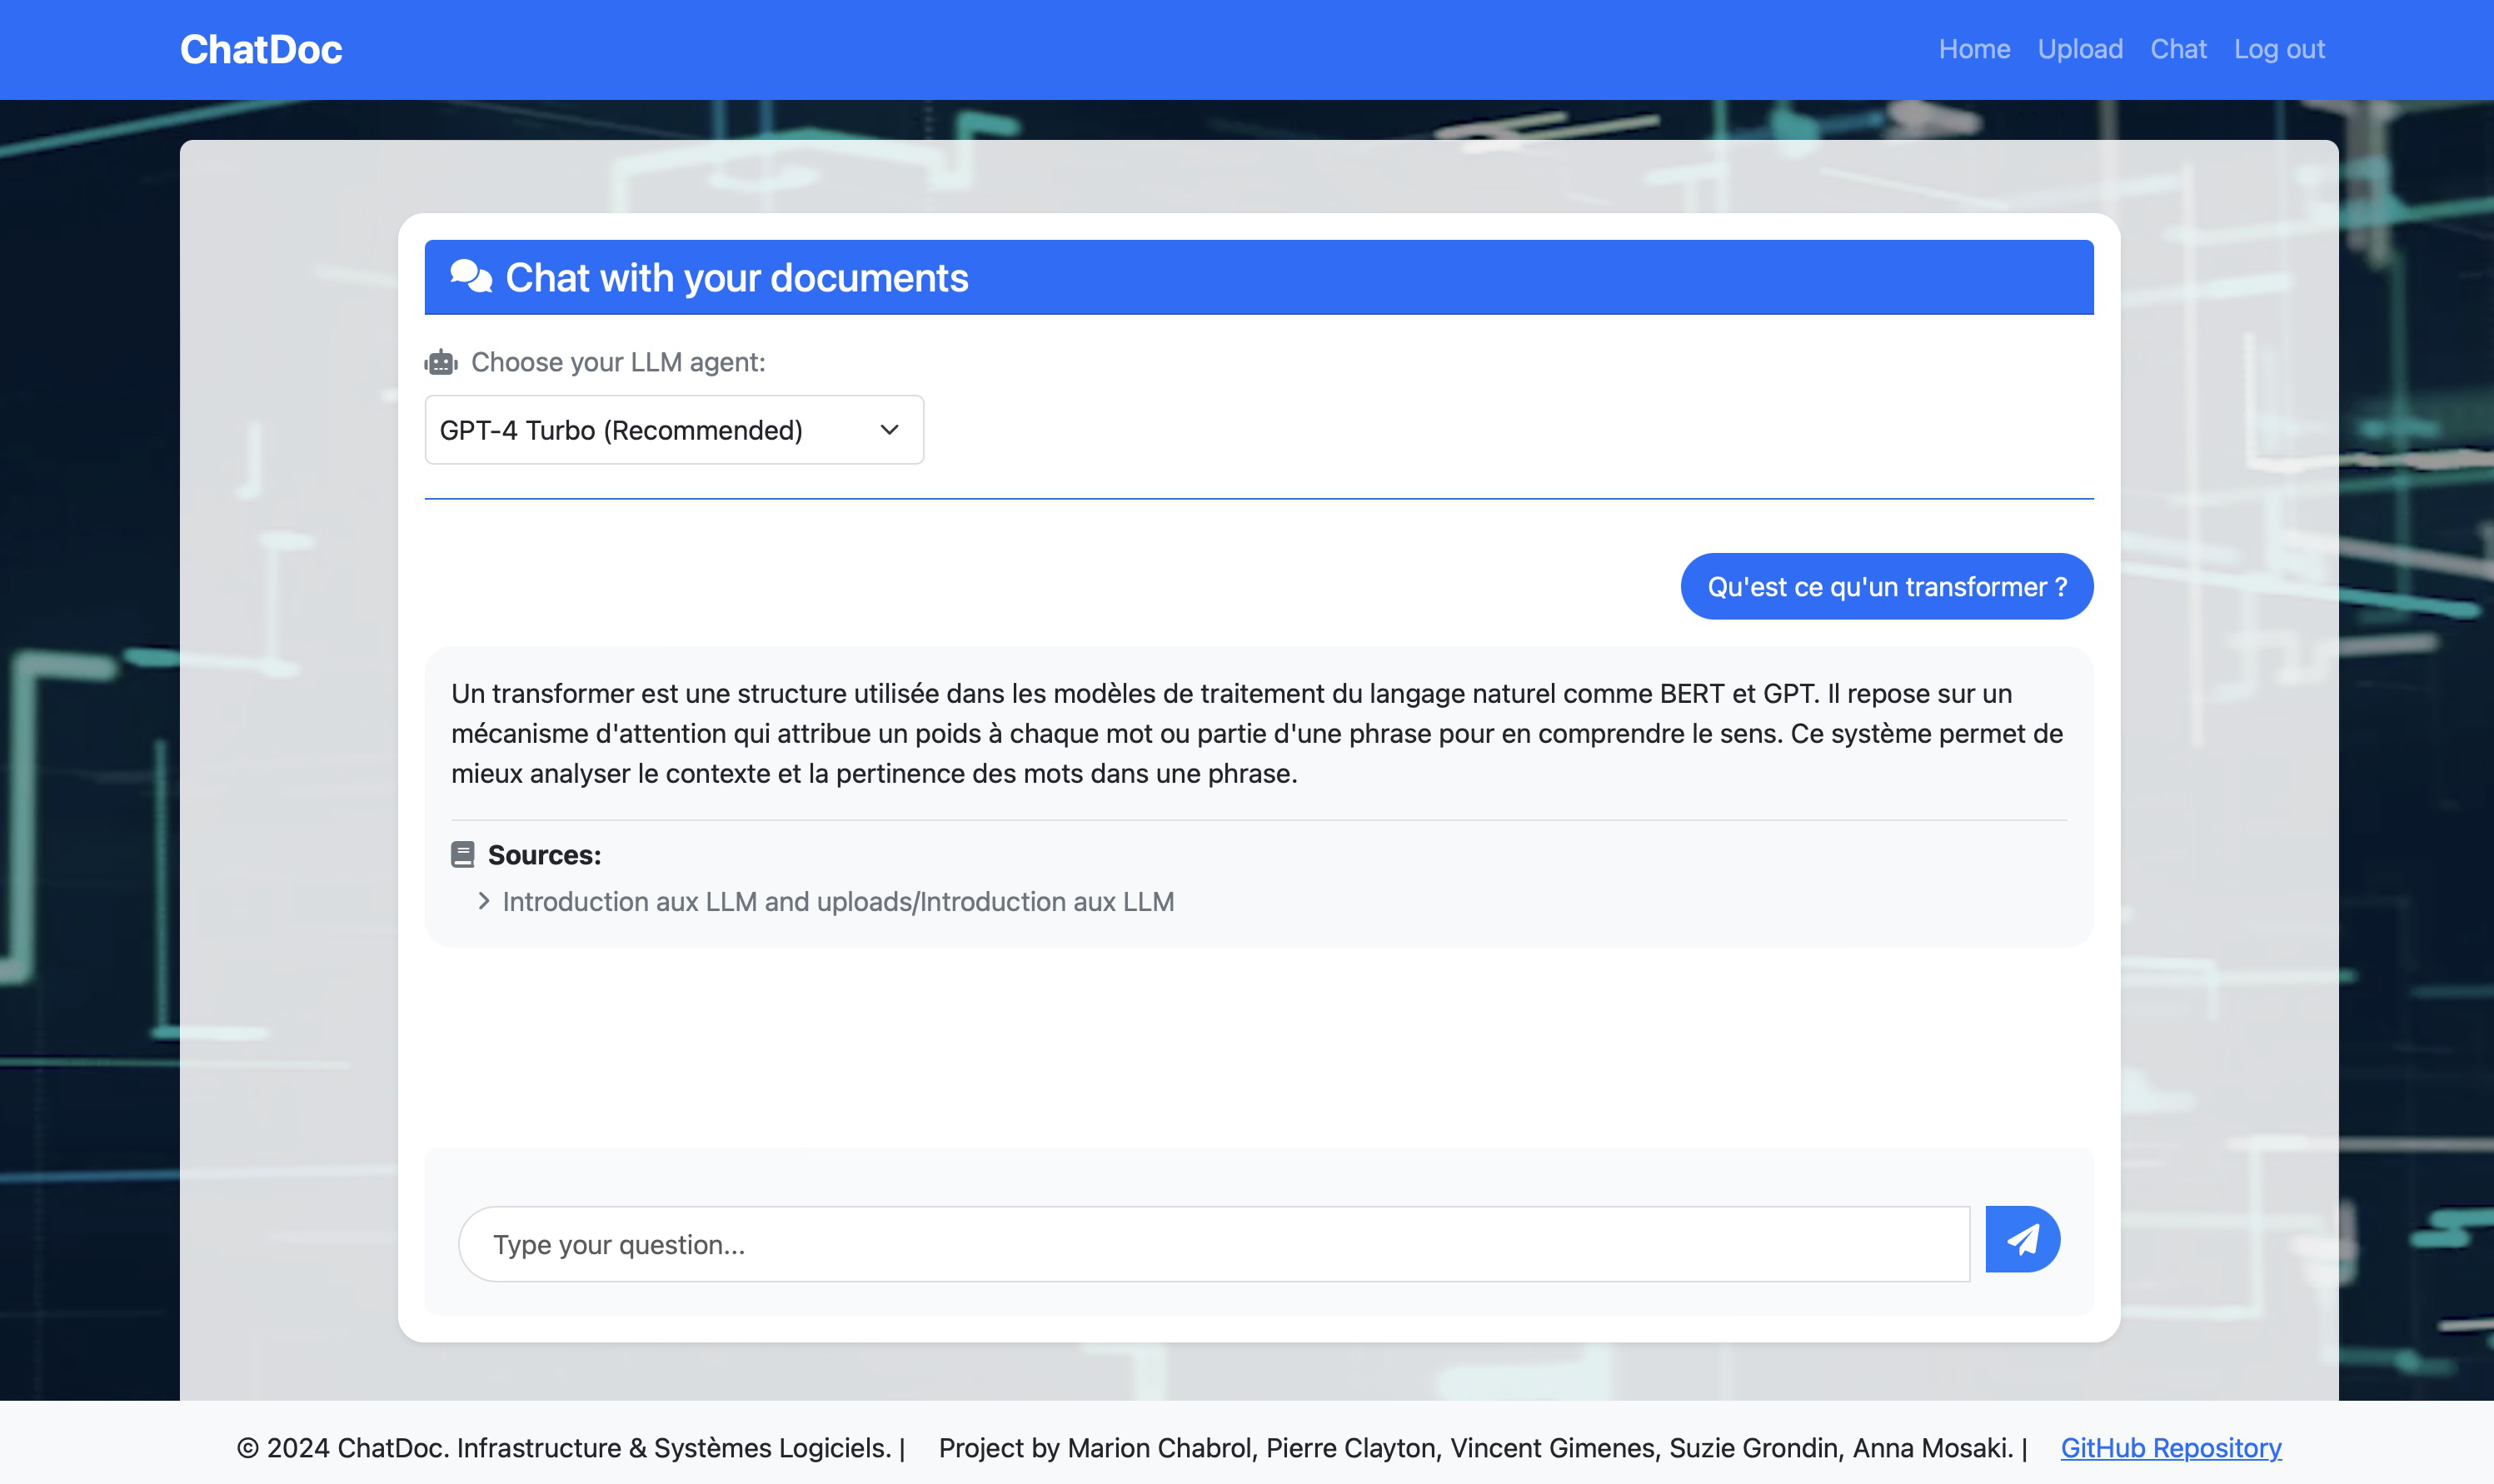 ChatDoc
Home Upload Chat Log out
Chat with your documents
Choose your LLM agent:
GPT-4 Turbo (Recommended)
Qu'est ce qu'un transformer ?
Un transformer est une structure utilisée dans les modèles de traitement du langage naturel comme BERT et GPT. Il repose sur un
mécanisme d'attention qui attribue un poids à chaque mot ou partie d'une phrase pour en comprendre le sens. Ce système permet de
mieux analyser le contexte et la pertinence des mots dans une phrase.
Sources:
Introduction aux LLM and uploads/Introduction aux LLM
Type your question...
© 2024 ChatDoc. Infrastructure & Systèmes Logiciels. | Project by Marion Chabrol, Pierre Clayton, Vincent Gimenes, Suzie Grondin, Anna Mosaki. | GitHub Repository